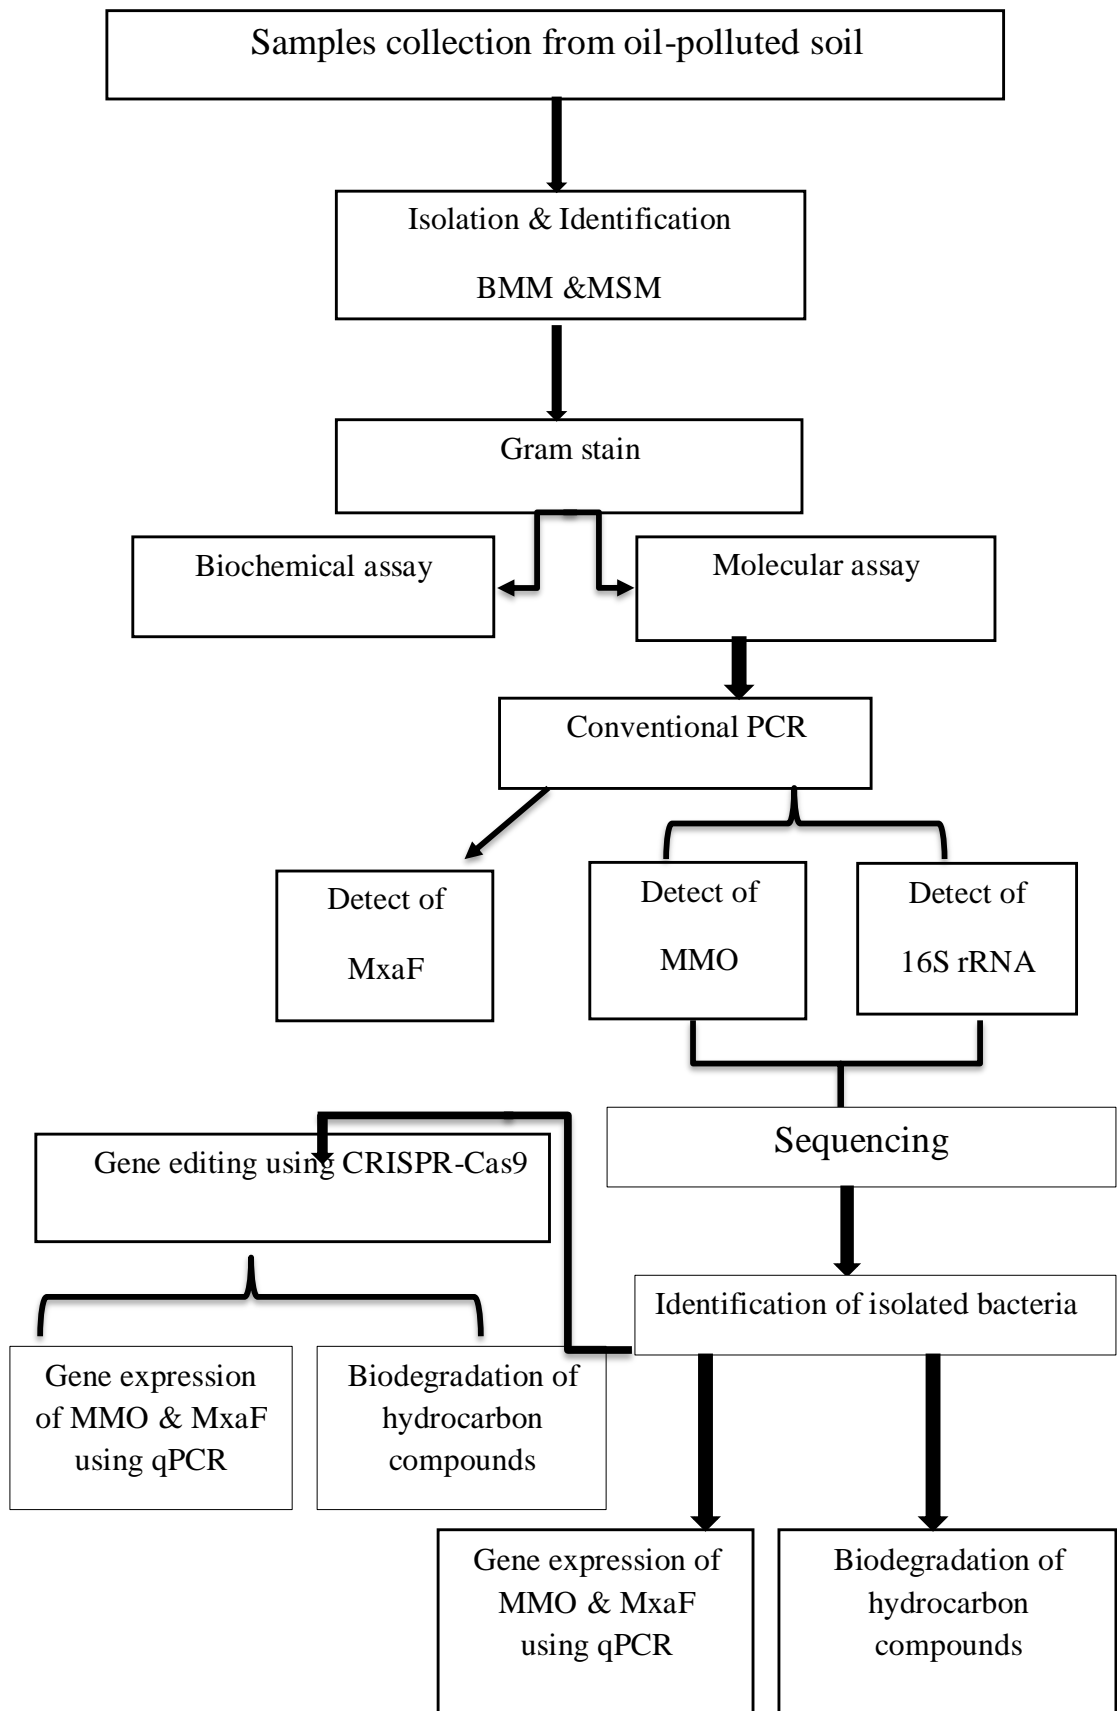 Samples collection from oil-polluted soil
Isolation & Identification
BMM &MSM
Gram stain
Biochemical assay
Molecular assay
Conventional PCR
Detect of
MxaF
Detect of
MMO
Detect of
16S rRNA
Sequencing
Gene editing using CRISPR-Cas9
Identification of isolated bacteria
Gene expression
of MMO & MxaF
using qPCR
Biodegradation of
hydrocarbon
compounds
Gene expression of
MMO & MxaF
using qPCR
Biodegradation of
hydrocarbon
compounds